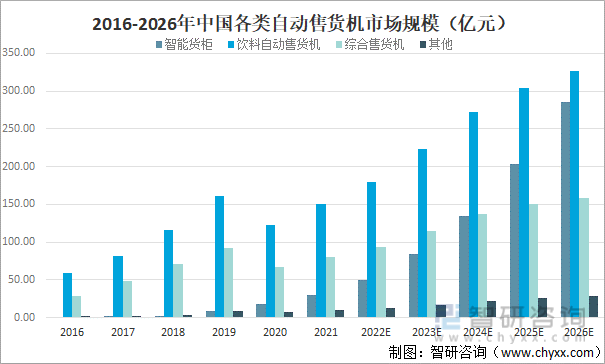 2016-2026年中国各类自动售货机市场规模（亿元）
智能货柜 饮料自动售货机 综合售货机 其他
350.00
300.00
250.00
200.00
150.00
100.00
50.00
0.00
2016 2017 2018 2019 2020 2021 2022E 2023E 2024E 2025E 2026E
智研咨询
www.chyxx.com
制图：智研咨询（www.chyxx.com）